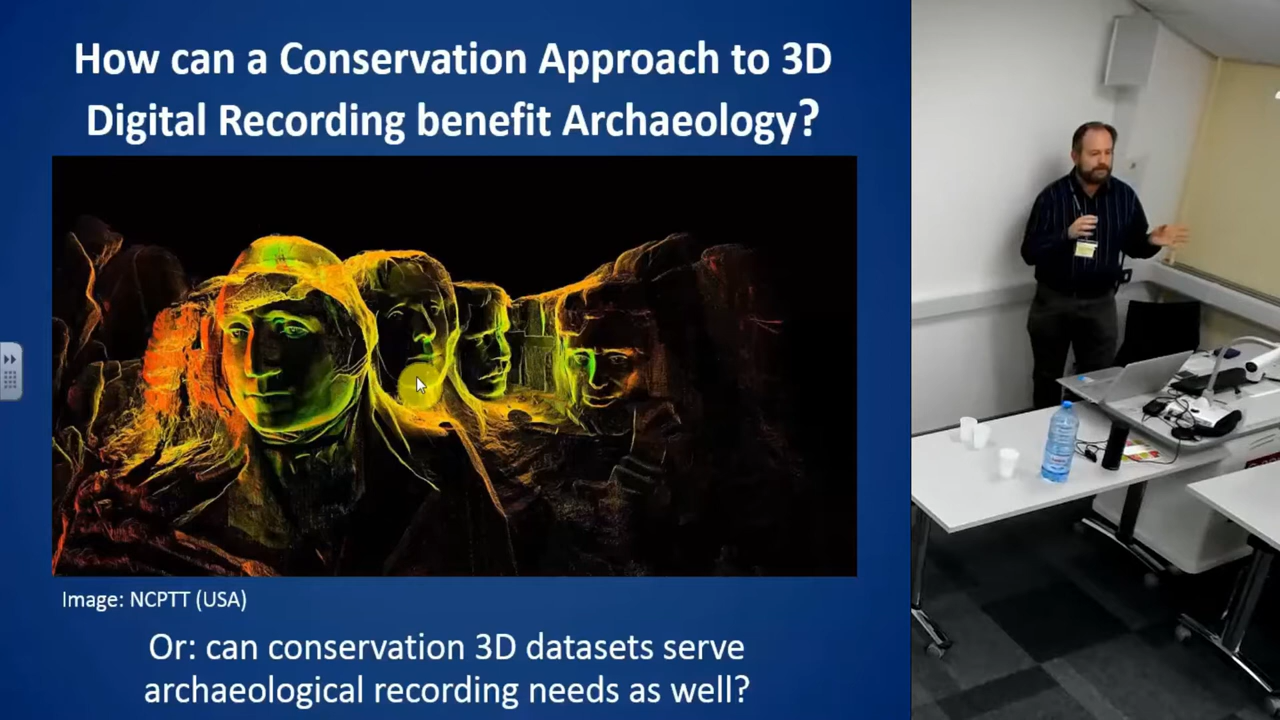 How can a Conservation Approach to 3D
Digital Recording benefit Archaeology?
Image: NCPTT (USA)
Or: can conservation 3D datasets serve
archaeological recording needs as well?